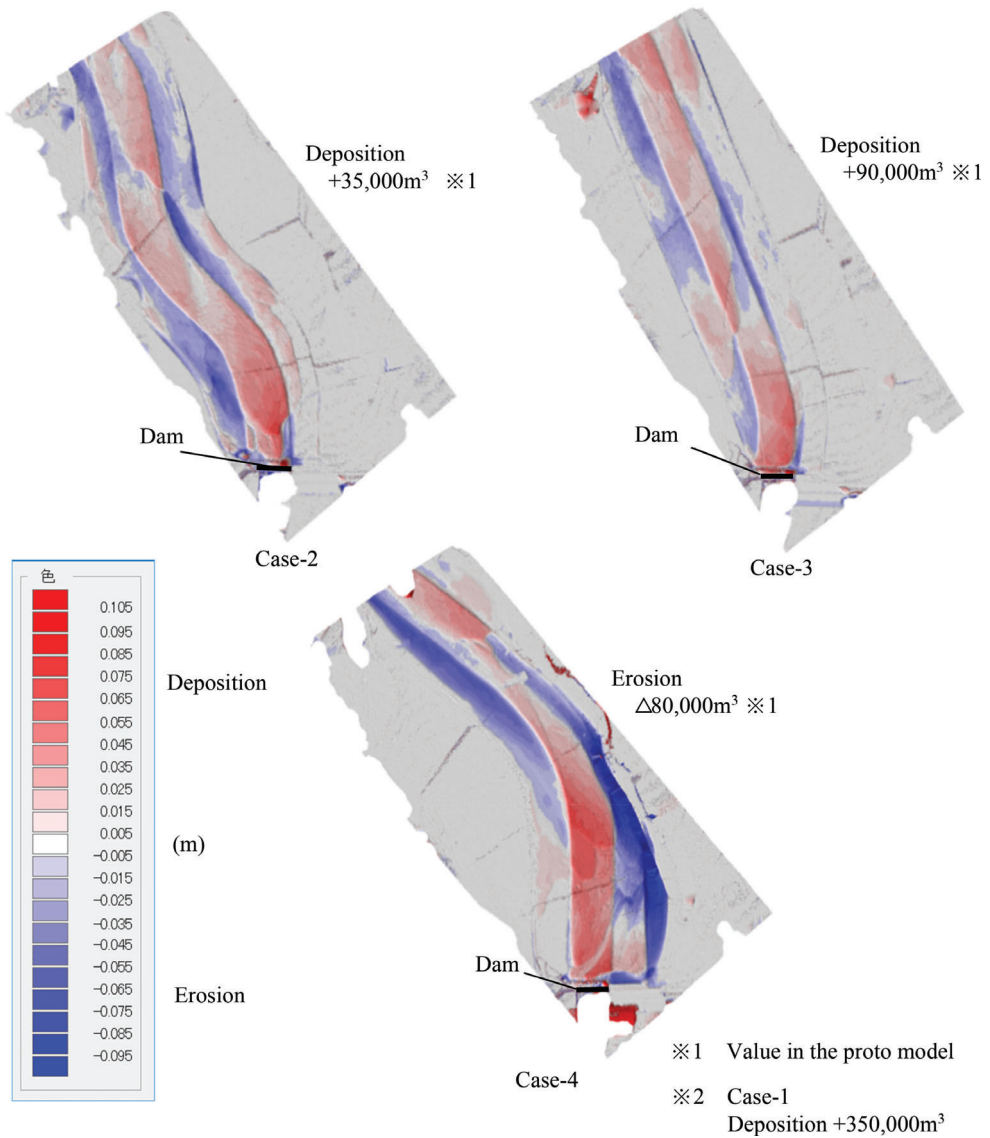 Deposition
+35,000m³ ※1
Deposition
+90,000m³ ※1
Dam
Dam
Case-2
Case-3
色
0.105
0.095
0.085
0.075
0.065
0.055
0.045
0.035
0.025
0.015
0.005
-0.005
-0.015
-0.025
-0.035
-0.045
-0.055
-0.065
-0.075
-0.085
-0.095
Deposition
(m)
Erosion
Erosion
△80,000m³ ※1
Dam
Case-4
※1 Value in the proto model
※2 Case-1
Deposition +350,000m³